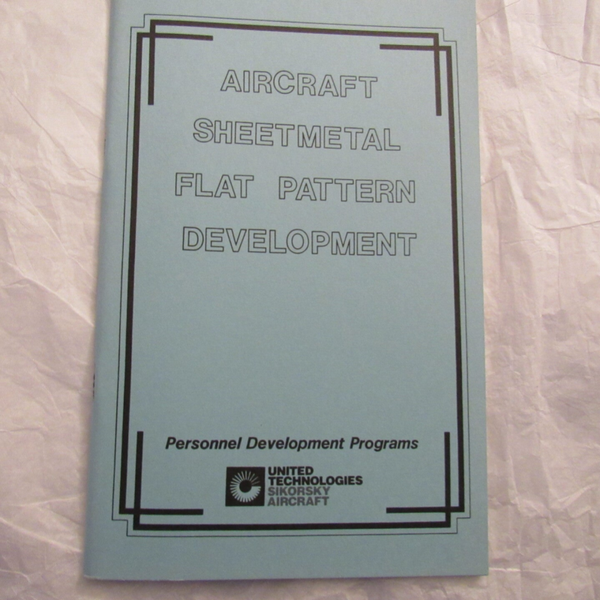 AIRCRAFT
SHEETMETAL
FLAT PATTERN
DEVELOPMENT
Personnel Development Programs
UNITED
TECHNOLOGIES
SIKORSKY
AIRCRAFT